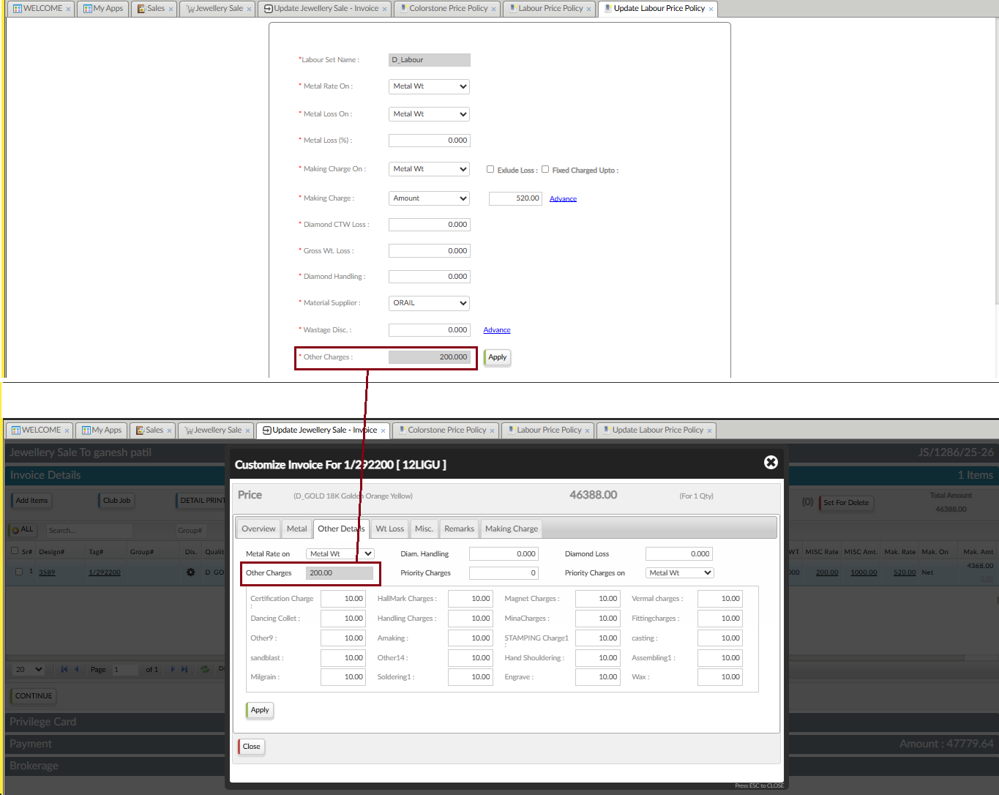 WELCOME × My Apps Sales × Jewellery Sale × Update Jewellery Sale - Invoice × Colorstone Price Policy × Labour Price Policy × Update Labour Price Policy ×
*Labour Set Name : D_Labour
* Metal Rate On : Metal Wt
* Metal Loss On : Metal Wt
* Metal Loss (%) : 0.000
* Making Charge On : Metal Wt Exlude Loss : Fixed Charged Upto :
* Making Charge : Amount 520.00 Advance
* Diamond CTW Loss : 0.000
* Gross Wt. Loss : 0.000
* Diamond Handling : 0.000
* Material Supplier : ORAIL
* Wastage Disc. : 0.000 Advance
* Other Charges : 200.000 Apply
WELCOME × My Apps Sales × Jewellery Sale × Update Jewellery Sale - Invoice × Colorstone Price Policy × Labour Price Policy × Update Labour Price Policy ×
Jewellery Sale To ganesh patil JS/1286/25-26
Invoice Details 1 Items
Add Items Club Job DETAIL PRINT (0) Set For Delete Total Amount
46388.00
ALL Search... Group#
Sr# Design# Tag# Group# Dis. Qualit WT MISC Rate MISC Amt. Mak. Rate Mak. On Mak. Amt
1 3589 1/292200 D_GO 000 200.00 1000.00 520.00 Net 4368.00
0.00
20 Page 1 of 1 Di
CONTINUE
Privilege Card
Payment Amount : 47779.64
Brokerage
Customize Invoice For 1/292200 [ 12LIGU ]
Price (D_GOLD 18K Golden Orange Yellow) 46388.00 (For 1 Qty)
Overview Metal Other Details Wt Loss Misc. Remarks Making Charge
Metal Rate on Metal Wt Diam. Handling 0.000 Diamond Loss 0.000
Other Charges 200.00 Priority Charges 0 Priority Charges on Metal Wt
Certification Charge : 10.00 HallMark Charges : 10.00 Magnet Charges : 10.00 Vermal charges : 10.00
Dancing Collet : 10.00 Handling Charges : 10.00 MinaCharges : 10.00 Fittingcharges : 10.00
Other9 : 10.00 Amaking : 10.00 STAMPING Charge1 : 10.00 casting : 10.00
sandblast : 10.00 Other14 : 10.00 Hand Shouldering : 10.00 Assembling1 : 10.00
Milgrain : 10.00 Soldering1 : 10.00 Engrave : 10.00 Wax : 10.00
Apply
Close
Press ESC to CLOSE